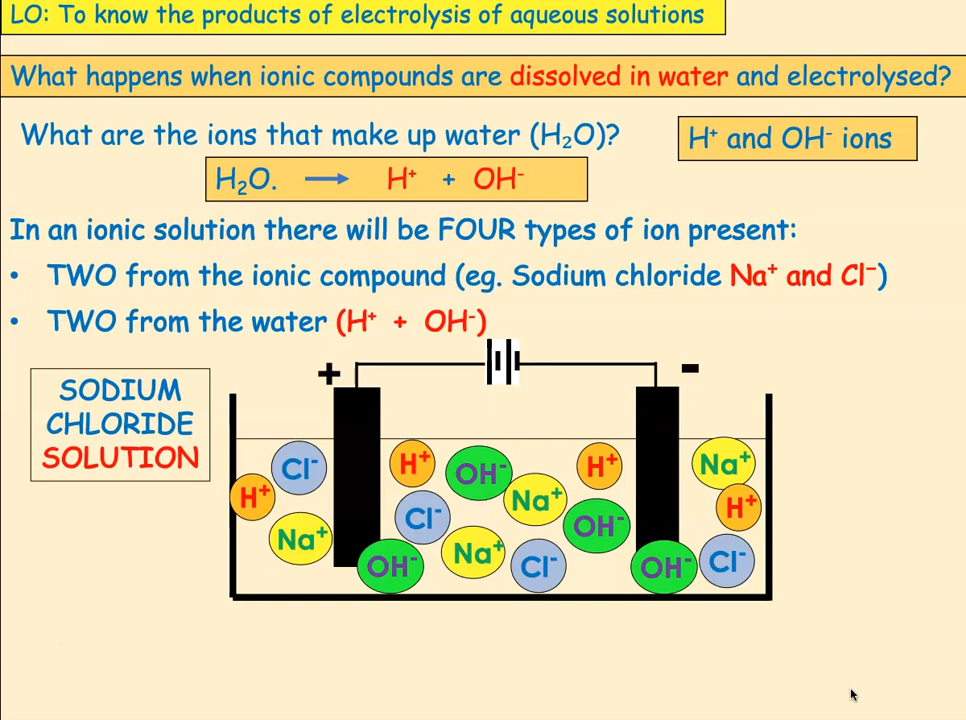 LO: To know the products of electrolysis of aqueous solutions
What happens when ionic compounds are dissolved in water and electrolysed?
What are the ions that make up water (H₂O)?
H⁺ and OH⁻ ions
H₂O. → H⁺ + OH⁻
In an ionic solution there will be FOUR types of ion present:
• TWO from the ionic compound (eg. Sodium chloride Na⁺ and Cl⁻)
• TWO from the water (H⁺ + OH⁻)
+ -
SODIUM
CHLORIDE
SOLUTION
Cl⁻ H⁺ OH⁻ H⁺ Na⁺
H⁺ Na⁺ H⁺
Cl⁻ OH⁻
Na⁺ Na⁺
OH⁻ Cl⁻ OH⁻ Cl⁻